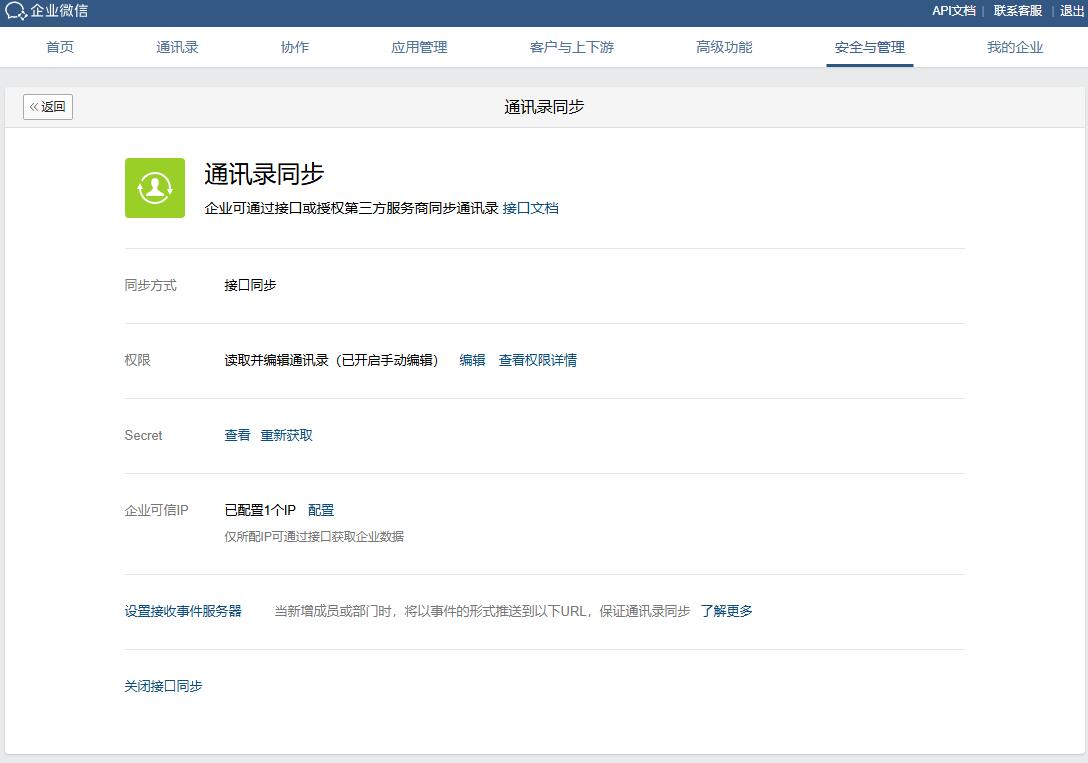 企业微信 API文档 | 联系客服 | 退出
首页 通讯录 协作 应用管理 客户与上下游 高级功能 安全与管理 我的企业
«返回 通讯录同步
通讯录同步
企业可通过接口或授权第三方服务商同步通讯录 接口文档
同步方式 接口同步
权限 读取并编辑通讯录（已开启手动编辑） 编辑 查看权限详情
Secret 查看 重新获取
企业可信IP 已配置1个IP 配置
仅所配IP可通过接口获取企业数据
设置接收事件服务器 当新增成员或部门时，将以事件的形式推送到以下URL，保证通讯录同步 了解更多
关闭接口同步